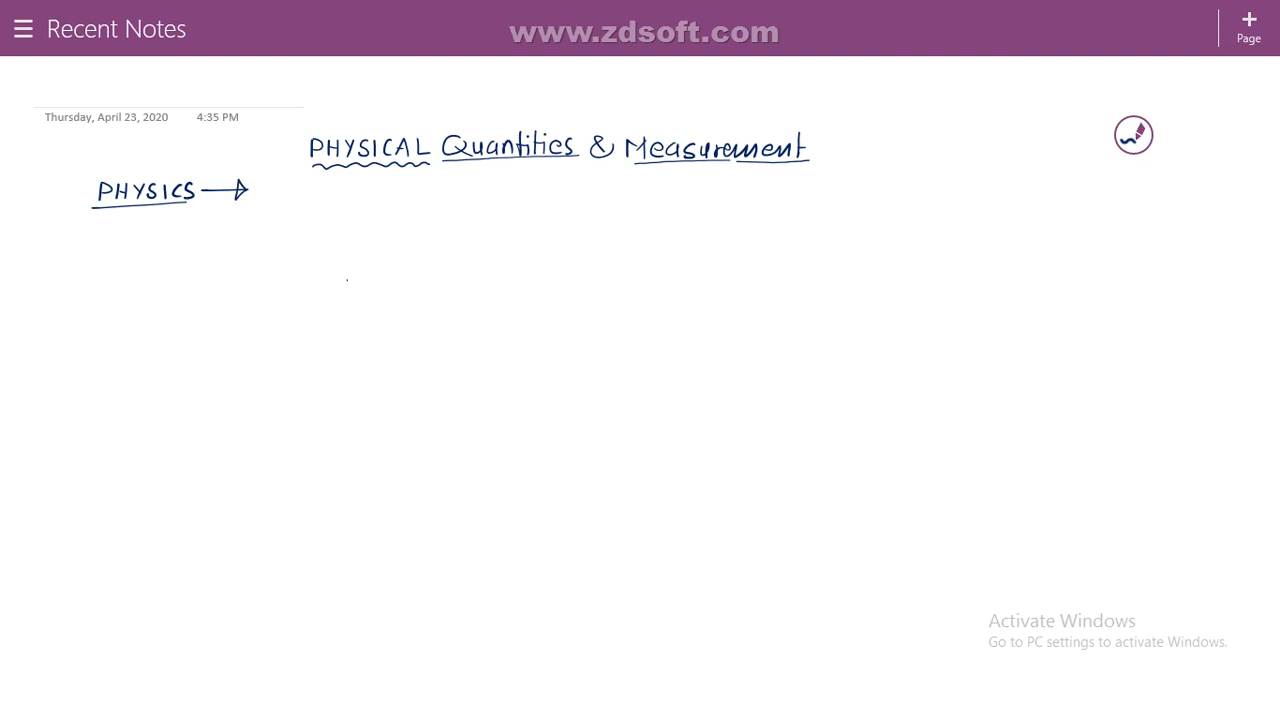 Recent Notes
www.zdsoft.com
Page
Thursday, April 23, 2020 4:35 PM
PHYSICAL Quantities & Measurement
PHYSICS →
Activate Windows
Go to PC settings to activate Windows.